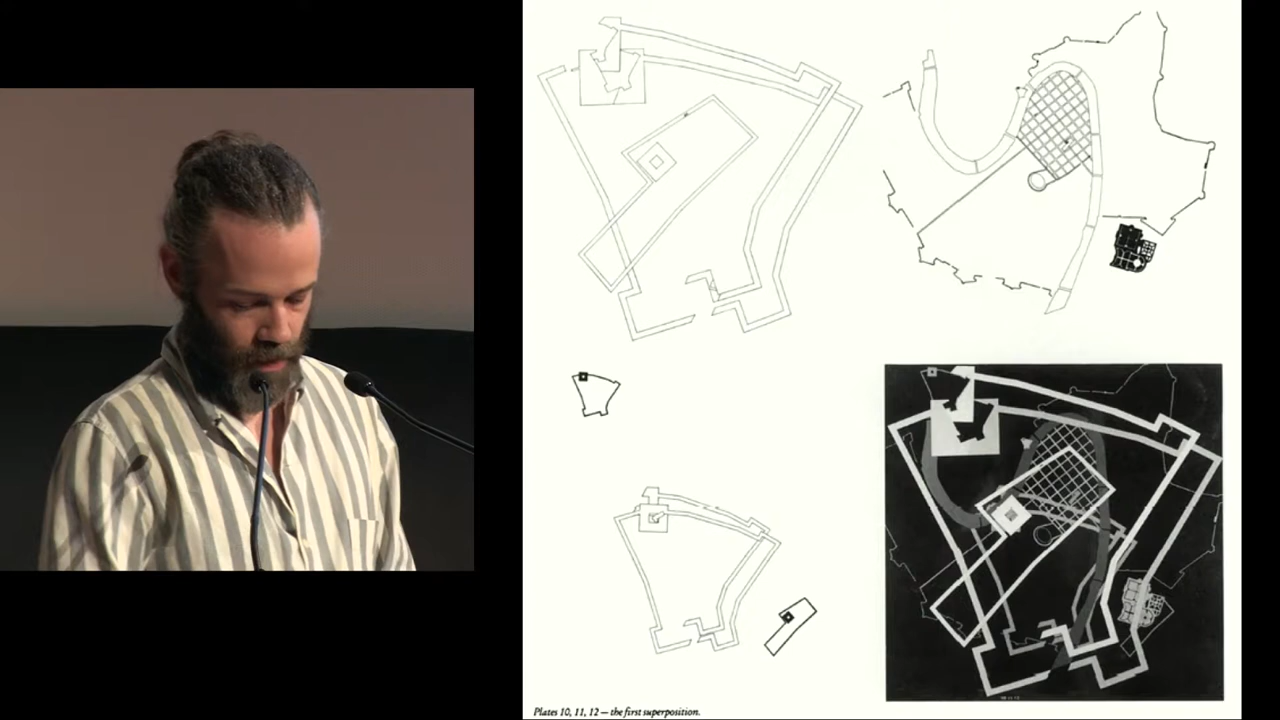 Plates 10, 11, 12 — the first superposition.